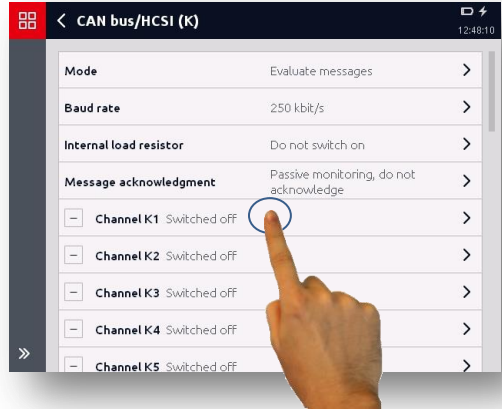 CAN bus/HCSI (K)
12:48:10
Mode Evaluate messages
Baud rate 250 kbit/s
Internal load resistor Do not switch on
Message acknowledgment Passive monitoring, do not
acknowledge
Channel K1 Switched off
Channel K2 Switched off
Channel K3 Switched off
Channel K4 Switched off
Channel K5 Switched off